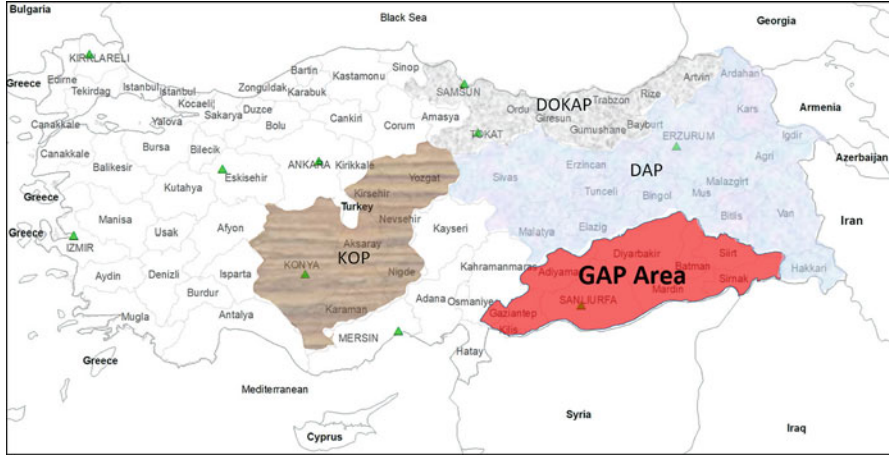 Bulgaria
Black Sea
Georgia
KIRKLARELI
Bartin
Kastamonu
Sinop
Artvin
Ardahan
Greece
Edirne
Tekirdag
Istanbul
Istanbul
Zonguldak
Karabuk
SAMSUN
Ordu
DOKAP
Trabzon
Rize
Kars
Armenia
Kocaeli
Sakarya
Duzce
Yalova
Canakkale
Bolu
Cankiri
Corum
Amasya
TOKAT
Giresun
Gumushane
Bayburt
ERZURUM
Igdir
Canakkale
Bursa
Bilecik
ANKARA
Kirikkale
Agri
Azerbaijan
Balikesir
Eskisehir
Kutahya
Yozgat
Sivas
Erzincan
DAP
Malazgirt
Greece
Kirsehir
Tunceli
Bingol
Mus
Turkey
Nevsehir
Manisa
Usak
Afyon
Kayseri
Malatya
Elazig
Bitlis
Van
Iran
Greece
IZMIR
Aksaray
KOP
Diyarbakir
Siirt
Aydin
Denizli
Isparta
KONYA
Nigde
Kahramanmaras
Adiyaman
GAP Area
Batman
Hakkari
Burdur
Karaman
Adana
Osmaniye
SANLIURFA
Mardin
Sirnak
Mugla
Antalya
MERSIN
Gaziantep
Kilis
Greece
Hatay
Mediterranean
Syria
Iraq
Cyprus